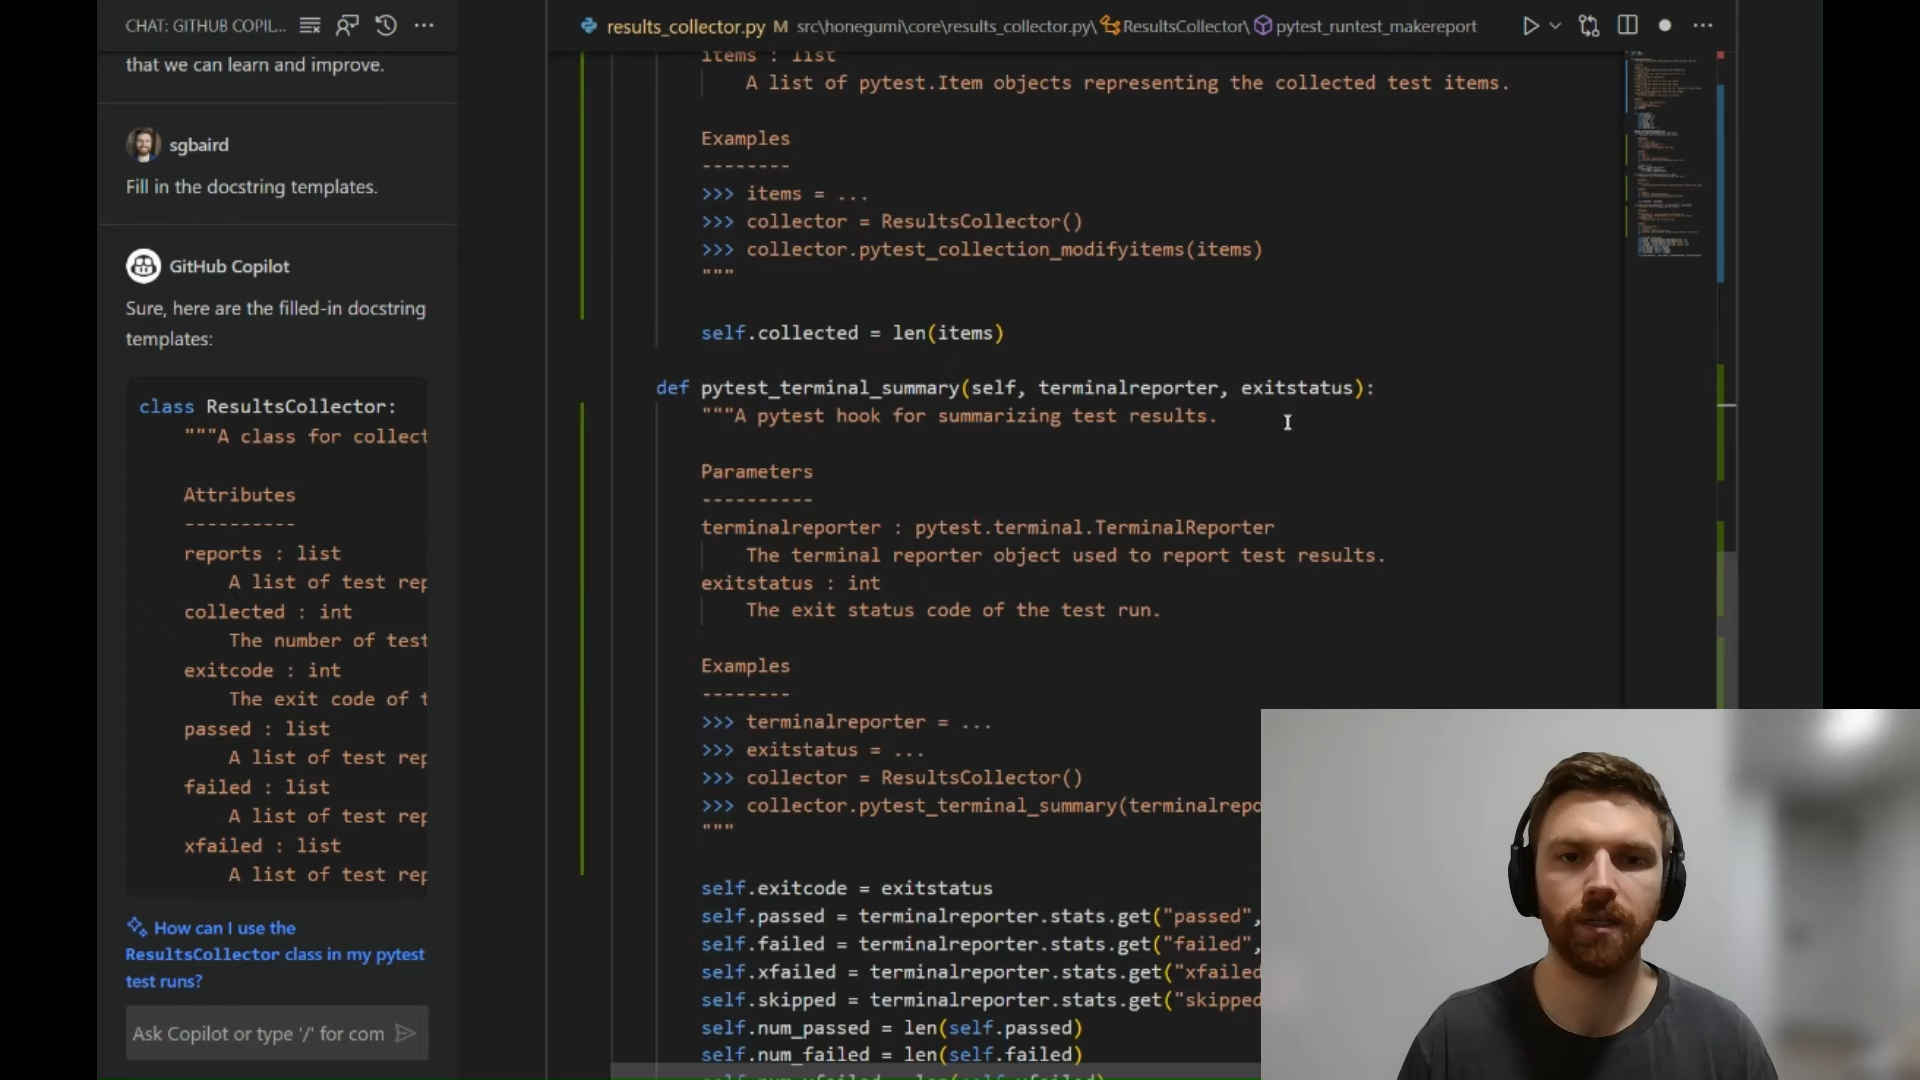 CHAT: GITHUB COPIL...
that we can learn and improve.
sgbaird
Fill in the docstring templates.
GitHub Copilot
Sure, here are the filled-in docstring
templates:
class ResultsCollector:
"""A class for collect
Attributes
----------
reports : list
A list of test rep
collected : int
The number of test
exitcode : int
The exit code of t
passed : list
A list of test rep
failed : list
A list of test rep
xfailed : list
A list of test rep
How can I use the
ResultsCollector class in my pytest
test runs?
Ask Copilot or type '/' for com
results_collector.py M src\honegumi\core\results_collector.py\ ResultsCollector\ pytest_runtest_makereport
items : list
A list of pytest.Item objects representing the collected test items.
Examples
--------
>>> items = ...
>>> collector = ResultsCollector()
>>> collector.pytest_collection_modifyitems(items)
"""
self.collected = len(items)
def pytest_terminal_summary(self, terminalreporter, exitstatus):
"""A pytest hook for summarizing test results.
Parameters
----------
terminalreporter : pytest.terminal.TerminalReporter
The terminal reporter object used to report test results.
exitstatus : int
The exit status code of the test run.
Examples
--------
>>> terminalreporter = ...
>>> exitstatus = ...
>>> collector = ResultsCollector()
>>> collector.pytest_terminal_summary(terminalrepo
"""
self.exitcode = exitstatus
self.passed = terminalreporter.stats.get("passed",
self.failed = terminalreporter.stats.get("failed",
self.xfailed = terminalreporter.stats.get("xfailed
self.skipped = terminalreporter.stats.get("skipped
self.num_passed = len(self.passed)
self.num_failed = len(self.failed)